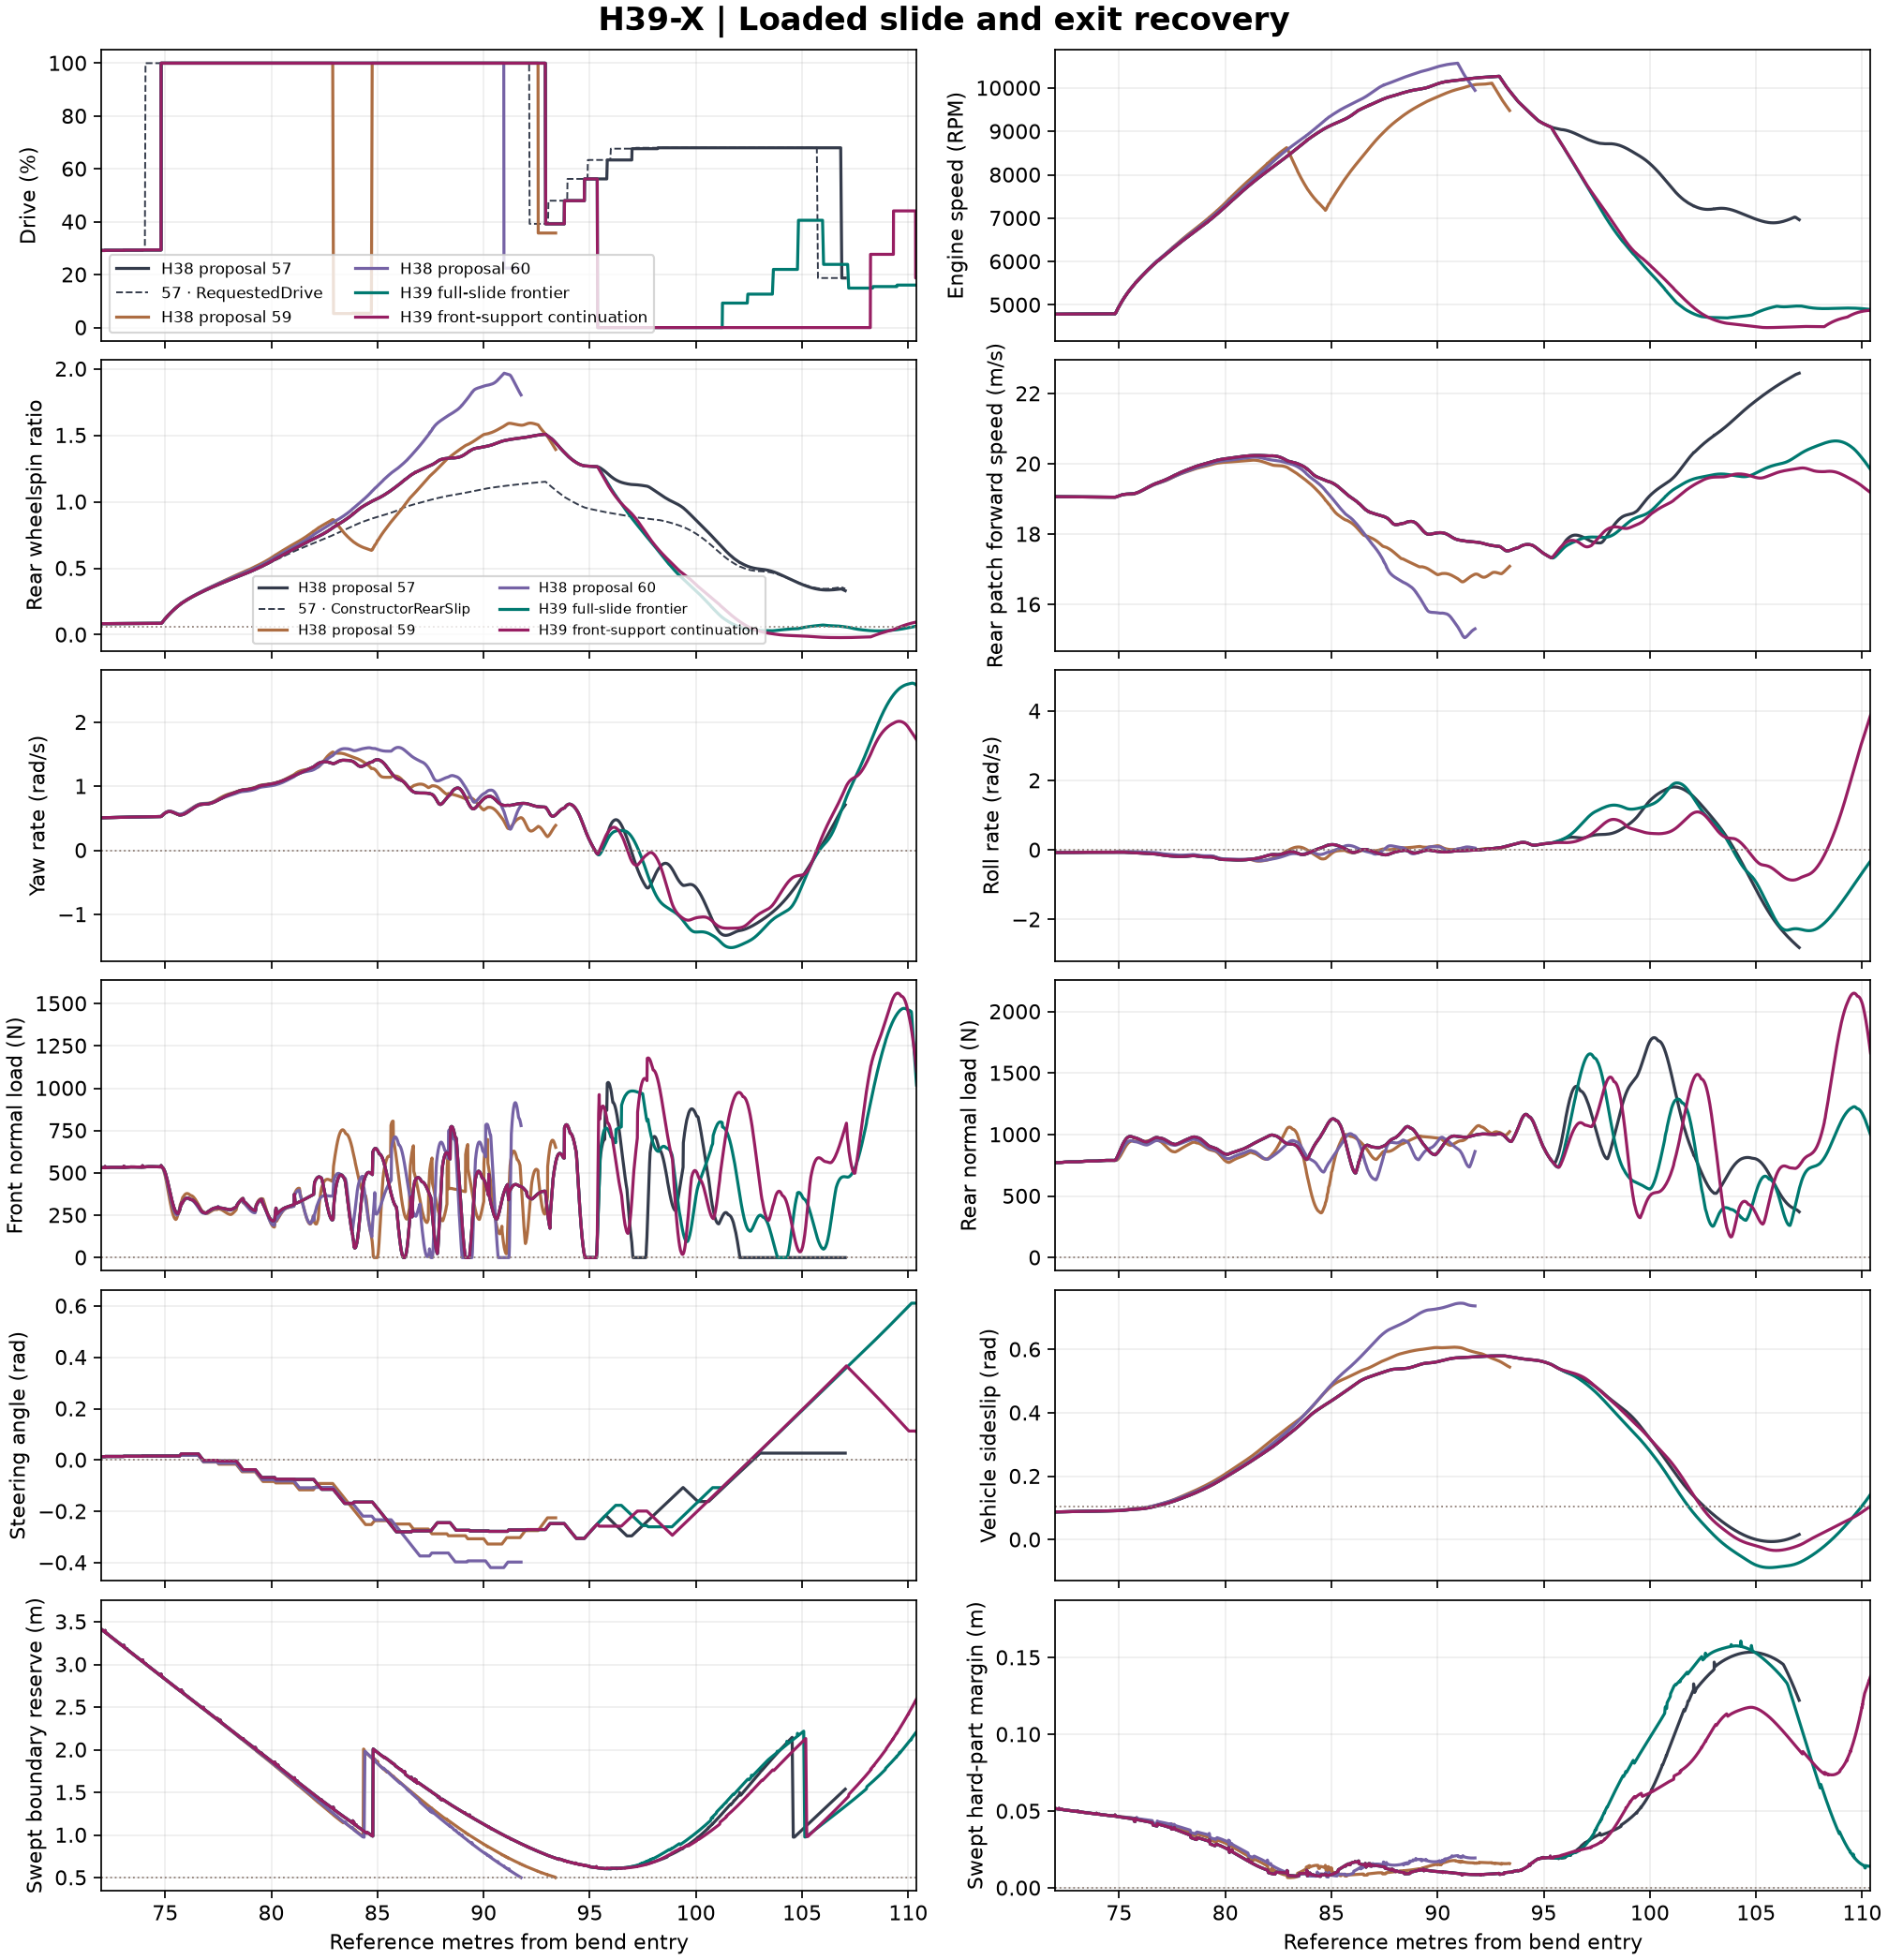 H39-X | Loaded slide and exit recovery
Drive (%)
100
80
60
40
20
0
H38 proposal 57
57 · RequestedDrive
H38 proposal 59
H38 proposal 60
H39 full-slide frontier
H39 front-support continuation
Engine speed (RPM)
10000
9000
8000
7000
6000
5000
Rear wheelspin ratio
2.0
1.5
1.0
0.5
0.0
H38 proposal 57
57 · ConstructorRearSlip
H38 proposal 59
H38 proposal 60
H39 full-slide frontier
H39 front-support continuation
Rear patch forward speed (m/s)
22
20
18
16
Yaw rate (rad/s)
2
1
0
−1
Roll rate (rad/s)
4
2
0
−2
Front normal load (N)
1500
1250
1000
750
500
250
0
Rear normal load (N)
2000
1500
1000
500
0
Steering angle (rad)
0.6
0.4
0.2
0.0
−0.2
−0.4
Vehicle sideslip (rad)
0.6
0.4
0.2
0.0
Swept boundary reserve (m)
3.5
3.0
2.5
2.0
1.5
1.0
0.5
75 80 85 90 95 100 105 110
Reference metres from bend entry
Swept hard-part margin (m)
0.15
0.10
0.05
0.00
75 80 85 90 95 100 105 110
Reference metres from bend entry